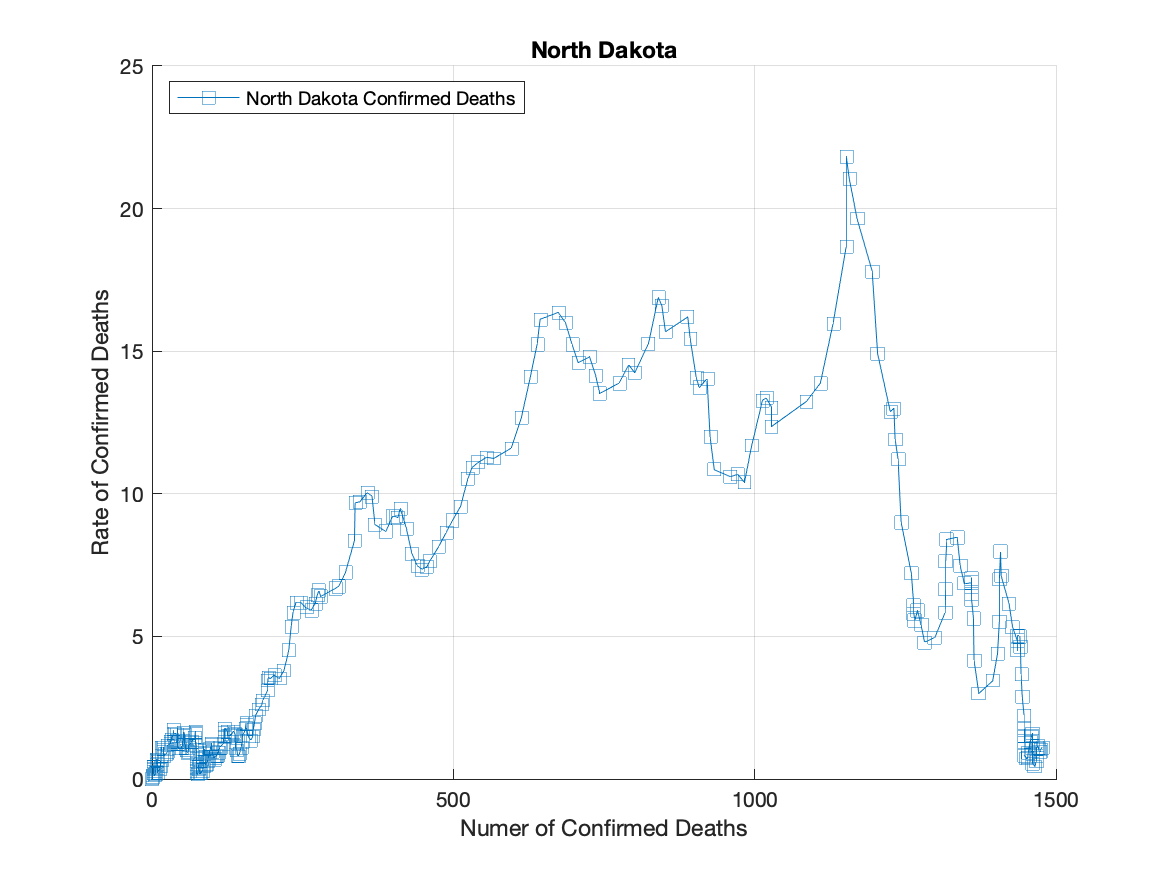 North Dakota
25
North Dakota Confirmed Deaths
20
15
10
5
0
Rate of Confirmed Deaths
0 500 1000 1500
Numer of Confirmed Deaths